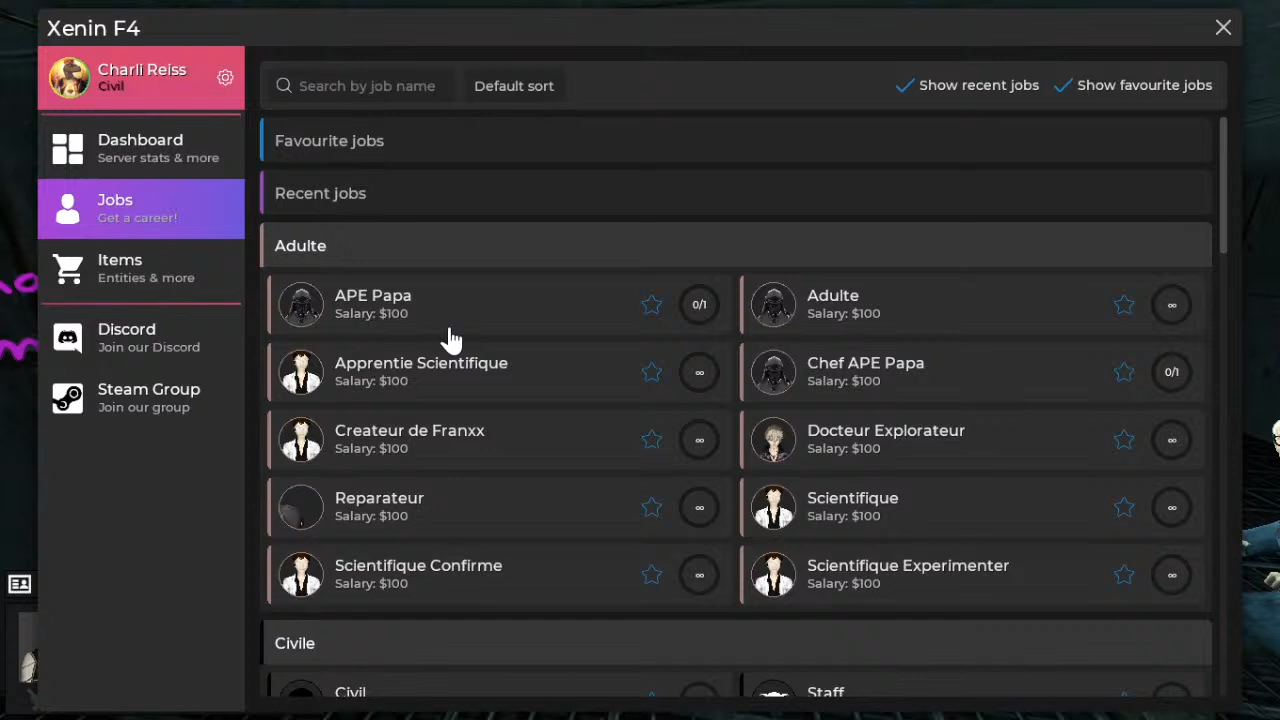 Xenin F4
Charli Reiss
Civil
Dashboard
Server stats & more
Jobs
Get a career!
Items
Entities & more
Discord
Join our Discord
Steam Group
Join our group
Search by job name
Default sort
Show recent jobs
Show favourite jobs
Favourite jobs
Recent jobs
Adulte
APE Papa
Salary: $100
0/1
Adulte
Salary: $100
∞
Apprentie Scientifique
Salary: $100
∞
Chef APE Papa
Salary: $100
0/1
Createur de Franxx
Salary: $100
∞
Docteur Explorateur
Salary: $100
∞
Reparateur
Salary: $100
∞
Scientifique
Salary: $100
∞
Scientifique Confirme
Salary: $100
∞
Scientifique Experimenter
Salary: $100
∞
Civile
Civil
Staff